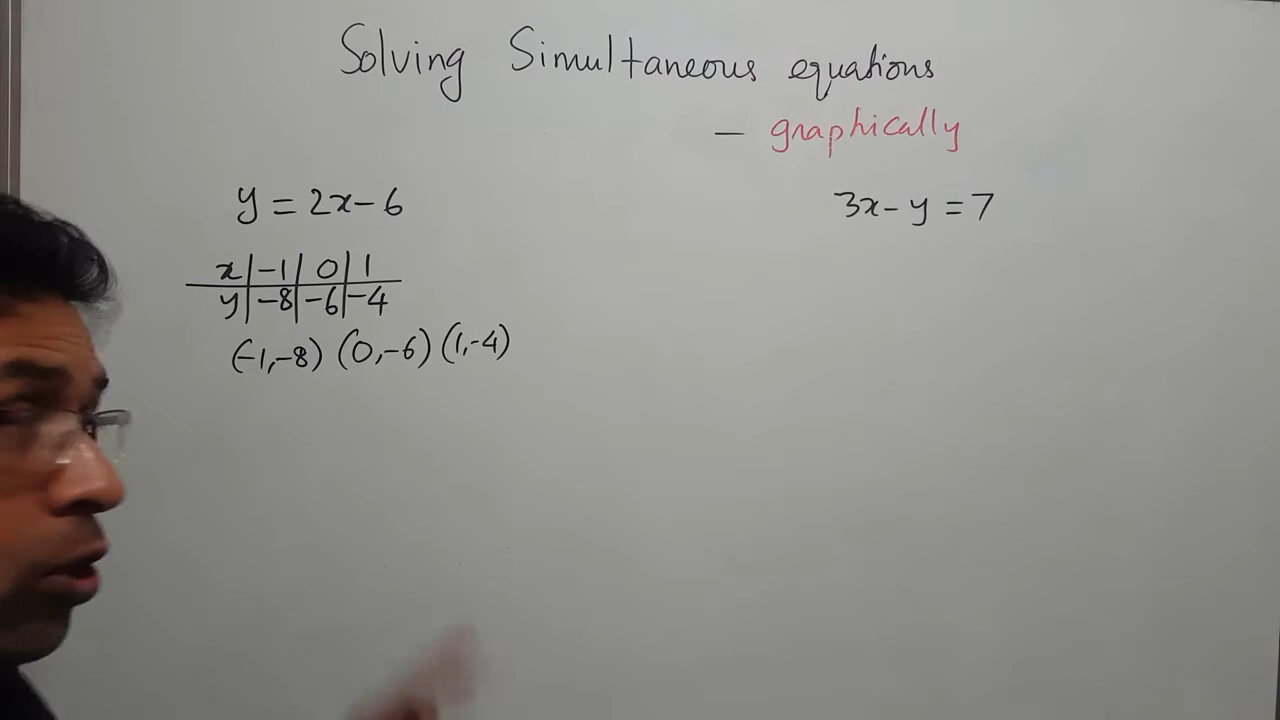 Solving Simultaneous equations
— graphically
y = 2x - 6
3x - y = 7
x | -1 | 0 | 1
y | -8 | -6 | -4
(-1,-8) (0,-6) (1,-4)